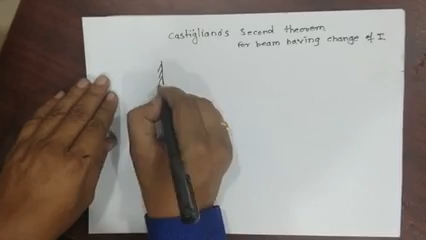 Castigliano's Second theorem
for beam having change of I.